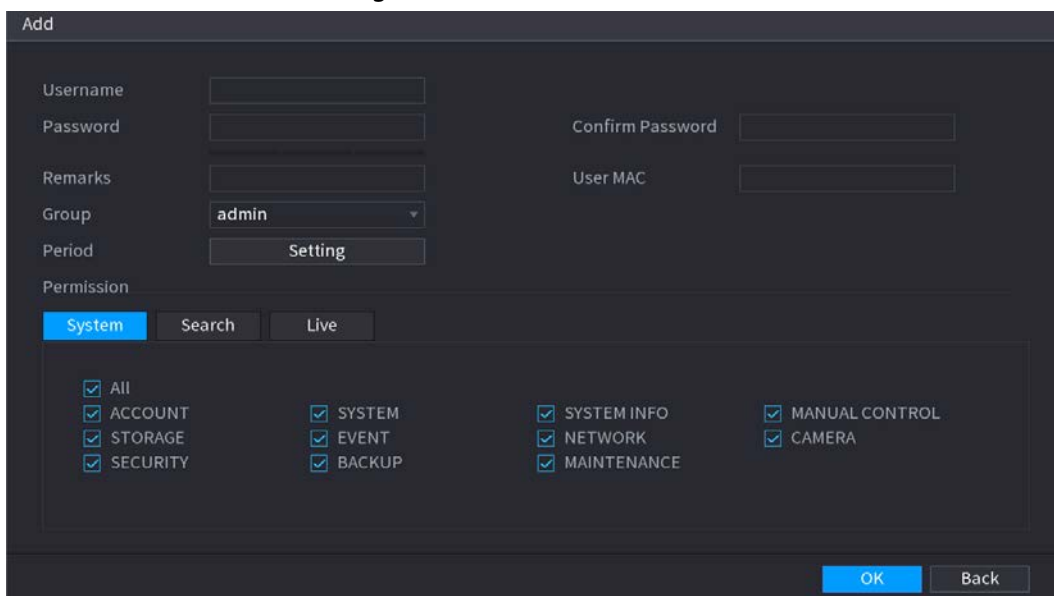 Add
Username
Password Confirm Password
Remarks User MAC
Group admin
Period Setting
Permission
System Search Live
All
ACCOUNT SYSTEM SYSTEM INFO MANUAL CONTROL
STORAGE EVENT NETWORK CAMERA
SECURITY BACKUP MAINTENANCE
OK Back